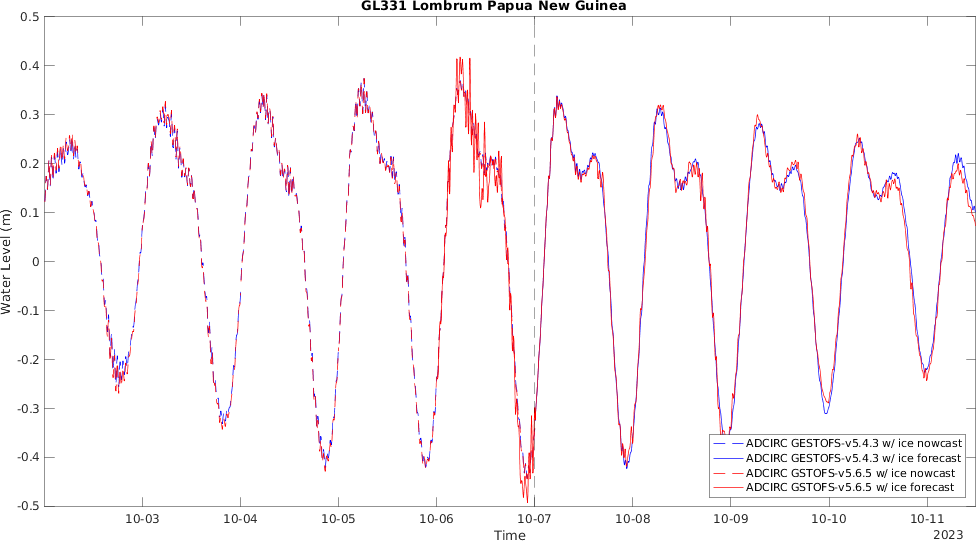 GL331 Lombrum Papua New Guinea
0.5
0.4
0.3
0.2
0.1
0
-0.1
-0.2
-0.3
-0.4
-0.5
Water Level (m)
ADCIRC GESTOFS-v5.4.3 w/ ice nowcast
ADCIRC GESTOFS-v5.4.3 w/ ice forecast
ADCIRC GSTOFS-v5.6.5 w/ ice nowcast
ADCIRC GSTOFS-v5.6.5 w/ ice forecast
10-03 10-04 10-05 10-06 10-07 10-08 10-09 10-10 10-11
Time
2023